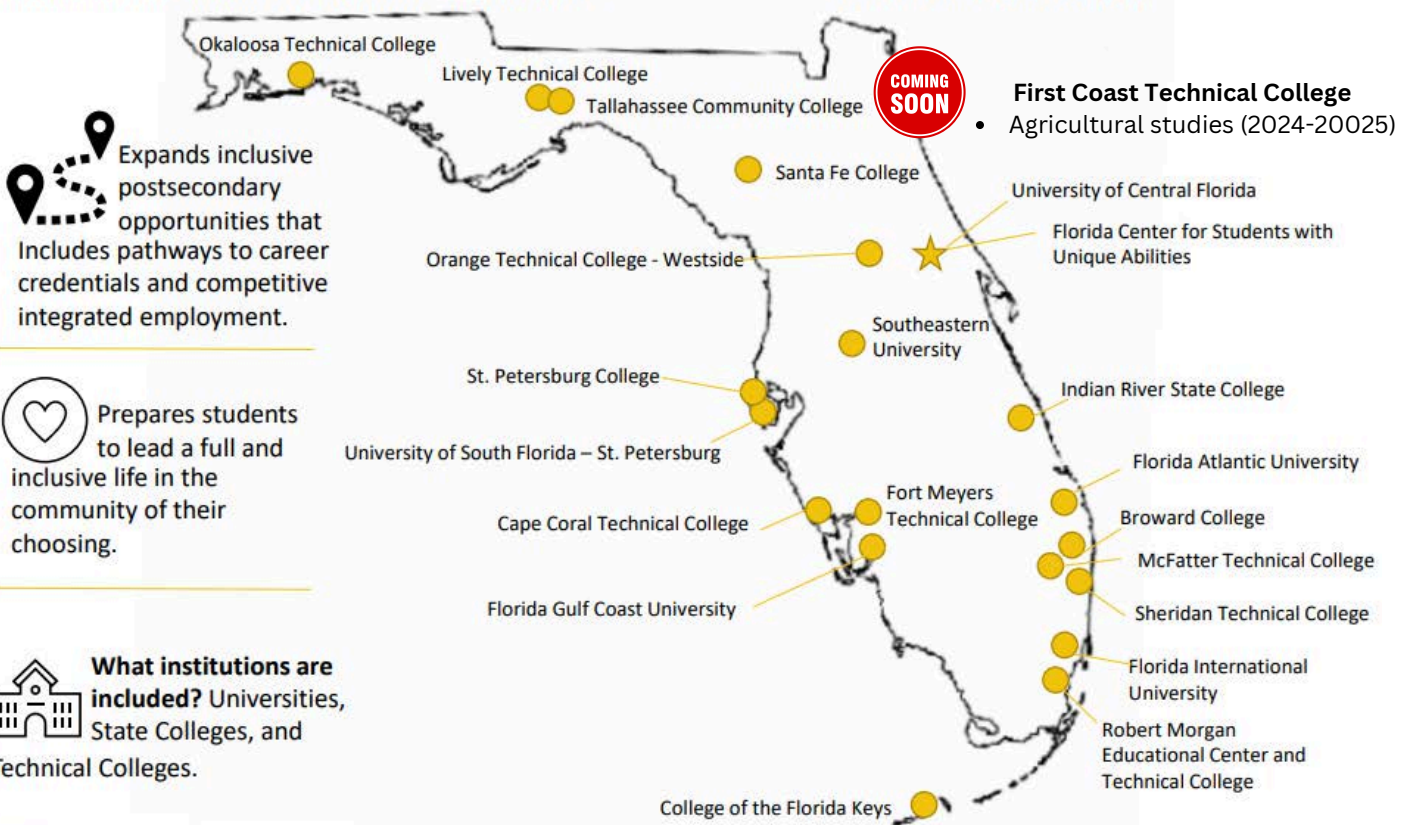 Okaloosa Technical College
Lively Technical College
Tallahassee Community College
COMING
SOON
First Coast Technical College
• Agricultural studies (2024-20025)
Expands inclusive
postsecondary
opportunities that
Includes pathways to career
credentials and competitive
integrated employment.
Santa Fe College
University of Central Florida
Florida Center for Students with
Unique Abilities
Orange Technical College - Westside
Southeastern
University
St. Petersburg College
Indian River State College
Prepares students
to lead a full and
inclusive life in the
community of their
choosing.
University of South Florida – St. Petersburg
Florida Atlantic University
Fort Meyers
Technical College
Cape Coral Technical College
Broward College
McFatter Technical College
Florida Gulf Coast University
Sheridan Technical College
What institutions are
included? Universities,
State Colleges, and
Technical Colleges.
Florida International
University
Robert Morgan
Educational Center and
Technical College
College of the Florida Keys